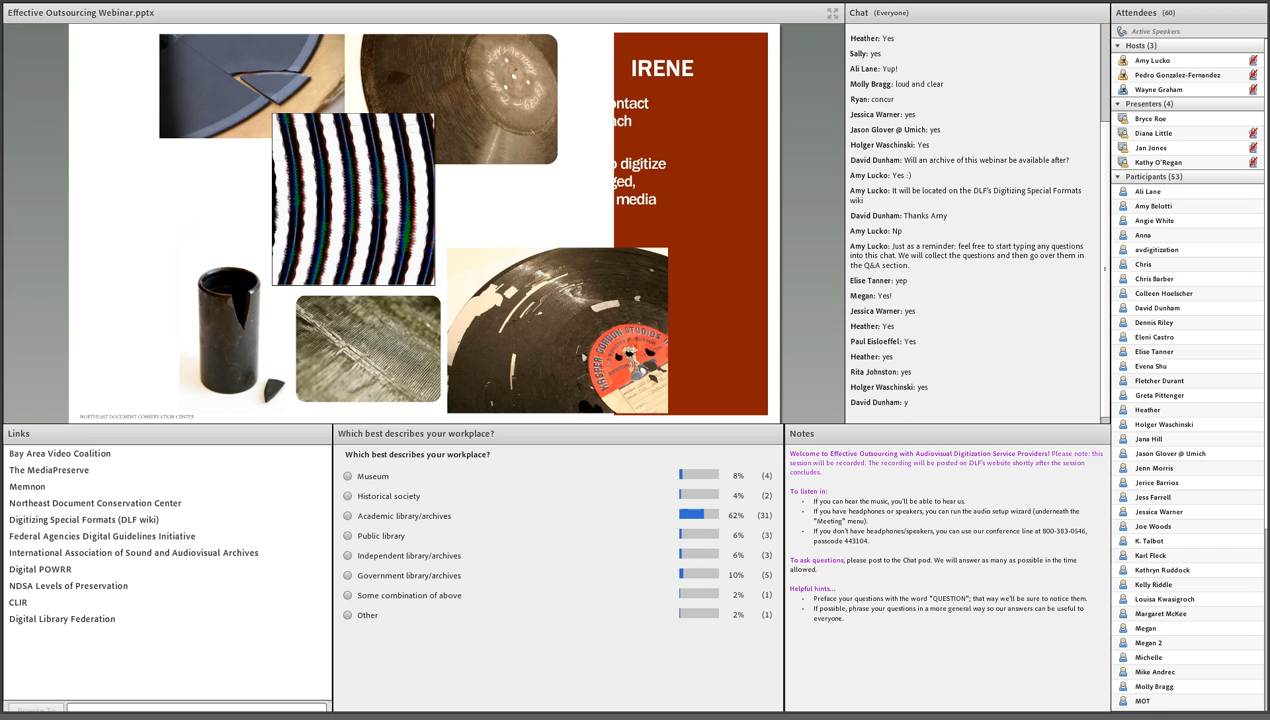 Effective Outsourcing Webinar.pptx
IRENE
ontact
ach
o digitize
ged,
media
NORTHEAST DOCUMENT CONSERVATION CENTER
Chat (Everyone)
Heather: Yes
Sally: yes
Ali Lane: Yup!
Molly Bragg: loud and clear
Ryan: concur
Jessica Warner: yes
Jason Glover @ Umich: yes
Holger Waschinski: Yes
David Dunham: Will an archive of this webinar be available after?
Amy Lucko: Yes :)
Amy Lucko: It will be located on the DLF's Digitizing Special Formats
wiki
David Dunham: Thanks Amy
Amy Lucko: Np
Amy Lucko: Just as a reminder: feel free to start typing any questions
into this chat. We will collect the questions and then go over them in
the Q&A section.
Elise Tanner: yep
Megan: Yes!
Jessica Warner: yes
Heather: Yes
Paul Eisloeffel: Yes
Heather: yes
Rita Johnston: yes
Holger Waschinski: yes
David Dunham: y
Attendees (60)
Active Speakers
Hosts (3)
Amy Lucko
Pedro Gonzalez-Fernandez
Wayne Graham
Presenters (4)
Bryce Roe
Diana Little
Jan Jones
Kathy O'Regan
Participants (53)
Ali Lane
Amy Belotti
Angie White
Anna
avdigitization
Chris
Chris Barber
Colleen Hoelscher
David Dunham
Dennis Riley
Eleni Castro
Elise Tanner
Evena Shu
Fletcher Durant
Greta Pittenger
Heather
Holger Waschinski
Jana Hill
Jason Glover @ Umich
Jenn Morris
Jerice Barrios
Jess Farrell
Jessica Warner
Joe Woods
K. Talbot
Karl Fleck
Kathryn Ruddock
Kelly Riddle
Louisa Kwasigroch
Margaret McKee
Megan
Megan 2
Michelle
Mike Andrec
Molly Bragg
MOT
Links
Bay Area Video Coalition
The MediaPreserve
Memnon
Northeast Document Conservation Center
Digitizing Special Formats (DLF wiki)
Federal Agencies Digital Guidelines Initiative
International Association of Sound and Audiovisual Archives
Digital POWRR
NDSA Levels of Preservation
CLIR
Digital Library Federation
Browse To
Which best describes your workplace?
Which best describes your workplace?
Museum 8% (4)
Historical society 4% (2)
Academic library/archives 62% (31)
Public library 6% (3)
Independent library/archives 6% (3)
Government library/archives 10% (5)
Some combination of above 2% (1)
Other 2% (1)
Notes
Welcome to Effective Outsourcing with Audiovisual Digitization Service Providers! Please note: this
session will be recorded. The recording will be posted on DLF's website shortly after the session
concludes.
To listen in:
• If you can hear the music, you'll be able to hear us.
• If you have headphones or speakers, you can run the audio setup wizard (underneath the
"Meeting" menu).
• If you don't have headphones/speakers, you can use our conference line at 800-383-0546,
passcode 443104.
To ask questions, please post to the Chat pod. We will answer as many as possible in the time
allowed.
Helpful hints...
• Preface your questions with the word "QUESTION"; that way we'll be sure to notice them.
• If possible, phrase your questions in a more general way so our answers can be useful to
everyone.